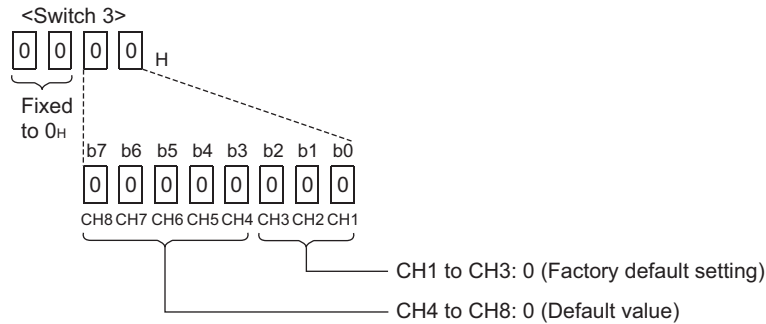 <Switch 3>
0 0 0 0 H
Fixed
to 0H
b7 b6 b5 b4 b3 b2 b1 b0
0 0 0 0 0 0 0 0
CH8 CH7 CH6 CH5 CH4 CH3 CH2 CH1
CH1 to CH3: 0 (Factory default setting)
CH4 to CH8: 0 (Default value)